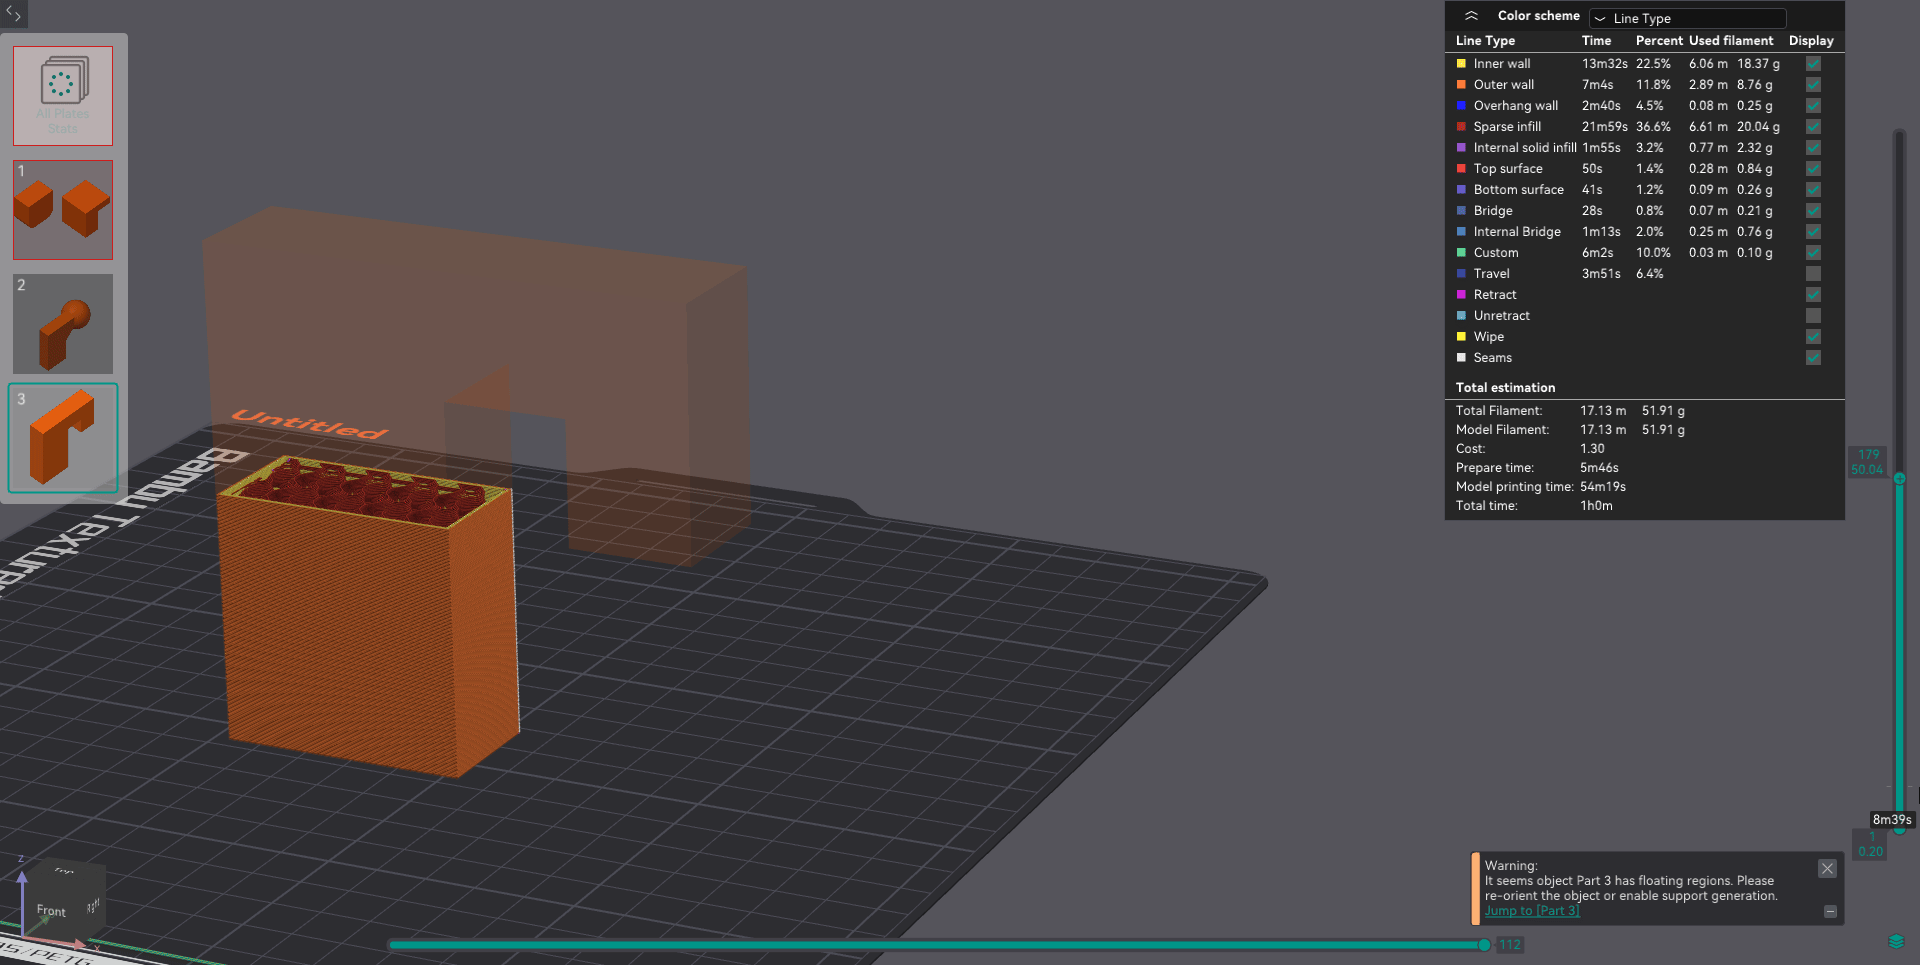 All Plates
Stats
1
2
3
Untitled
Bambu Textured
Top
Front
Right
Z
X
Color scheme Line Type
Line Type Time Percent Used filament Display
Inner wall 13m32s 22.5% 6.06 m 18.37 g
Outer wall 7m4s 11.8% 2.89 m 8.76 g
Overhang wall 2m40s 4.5% 0.08 m 0.25 g
Sparse infill 21m59s 36.6% 6.61 m 20.04 g
Internal solid infill 1m55s 3.2% 0.77 m 2.32 g
Top surface 50s 1.4% 0.28 m 0.84 g
Bottom surface 41s 1.2% 0.09 m 0.26 g
Bridge 28s 0.8% 0.07 m 0.21 g
Internal Bridge 1m13s 2.0% 0.25 m 0.76 g
Custom 6m2s 10.0% 0.03 m 0.10 g
Travel 3m51s 6.4%
Retract
Unretract
Wipe
Seams
Total estimation
Total Filament: 17.13 m 51.91 g
Model Filament: 17.13 m 51.91 g
Cost: 1.30
Prepare time: 5m46s
Model printing time: 54m19s
Total time: 1h0m
179
50.04
8m39s
1
0.20
Warning:
It seems object Part 3 has floating regions. Please
re-orient the object or enable support generation.
Jump to [Part 3]
112